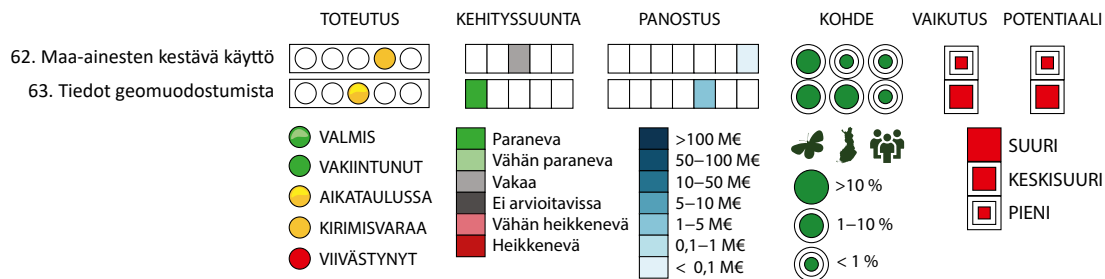 TOTEUTUS KEHITYSSUUNTA PANOSTUS KOHDE VAIKUTUS POTENTIAALI
62. Maa-ainesten kestävä käyttö
63. Tiedot geomuodostumista
VALMIS
VAKIINTUNUT
AIKATAULUSSA
KIRIMISVARAA
VIIVÄSTYNYT
Paraneva
Vähän paraneva
Vakaa
Ei arvioitavissa
Vähän heikkenevä
Heikkenevä
>100 M€
50–100 M€
10–50 M€
5–10 M€
1–5 M€
0,1–1 M€
< 0,1 M€
>10 %
1–10 %
< 1 %
SUURI
KESKISUURI
PIENI